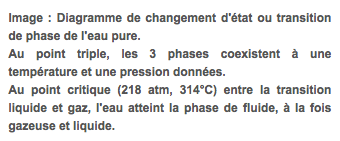 Image : Diagramme de changement d'état ou transition
de phase de l'eau pure.
Au point triple, les 3 phases coexistent à une
température et une pression données.
Au point critique (218 atm, 314°C) entre la transition
liquide et gaz, l'eau atteint la phase de fluide, à la fois
gazeuse et liquide.